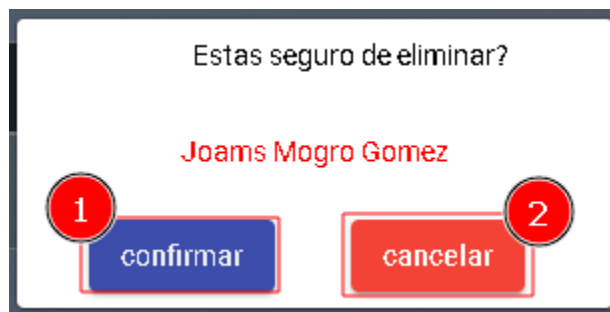 Estas seguro de eliminar?
Joams Mogro Gomez
1
2
confirmar
cancelar